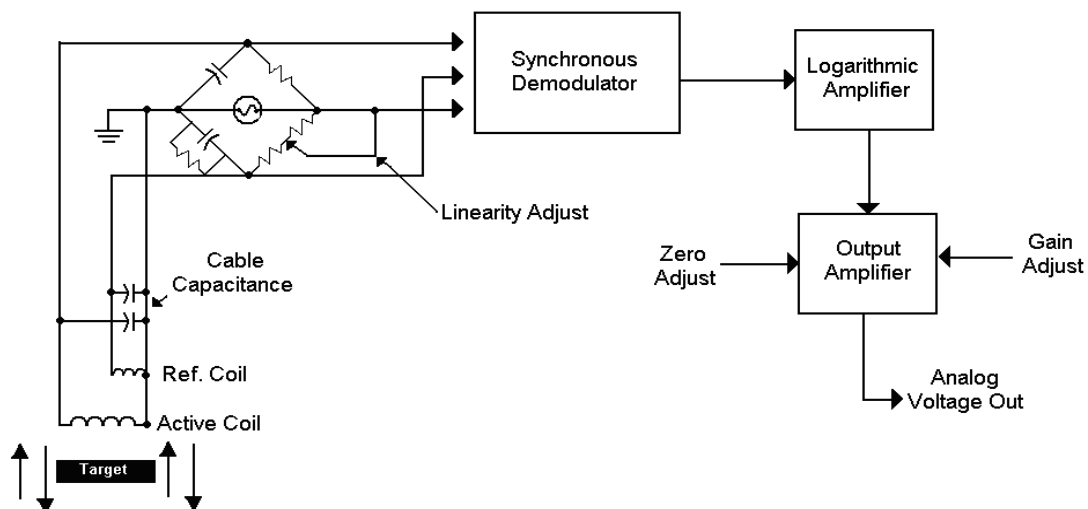 Synchronous
Demodulator
Logarithmic
Amplifier
Linearity Adjust
Zero
Adjust
Output
Amplifier
Gain
Adjust
Cable
Capacitance
Ref. Coil
Active Coil
Analog
Voltage Out
Target